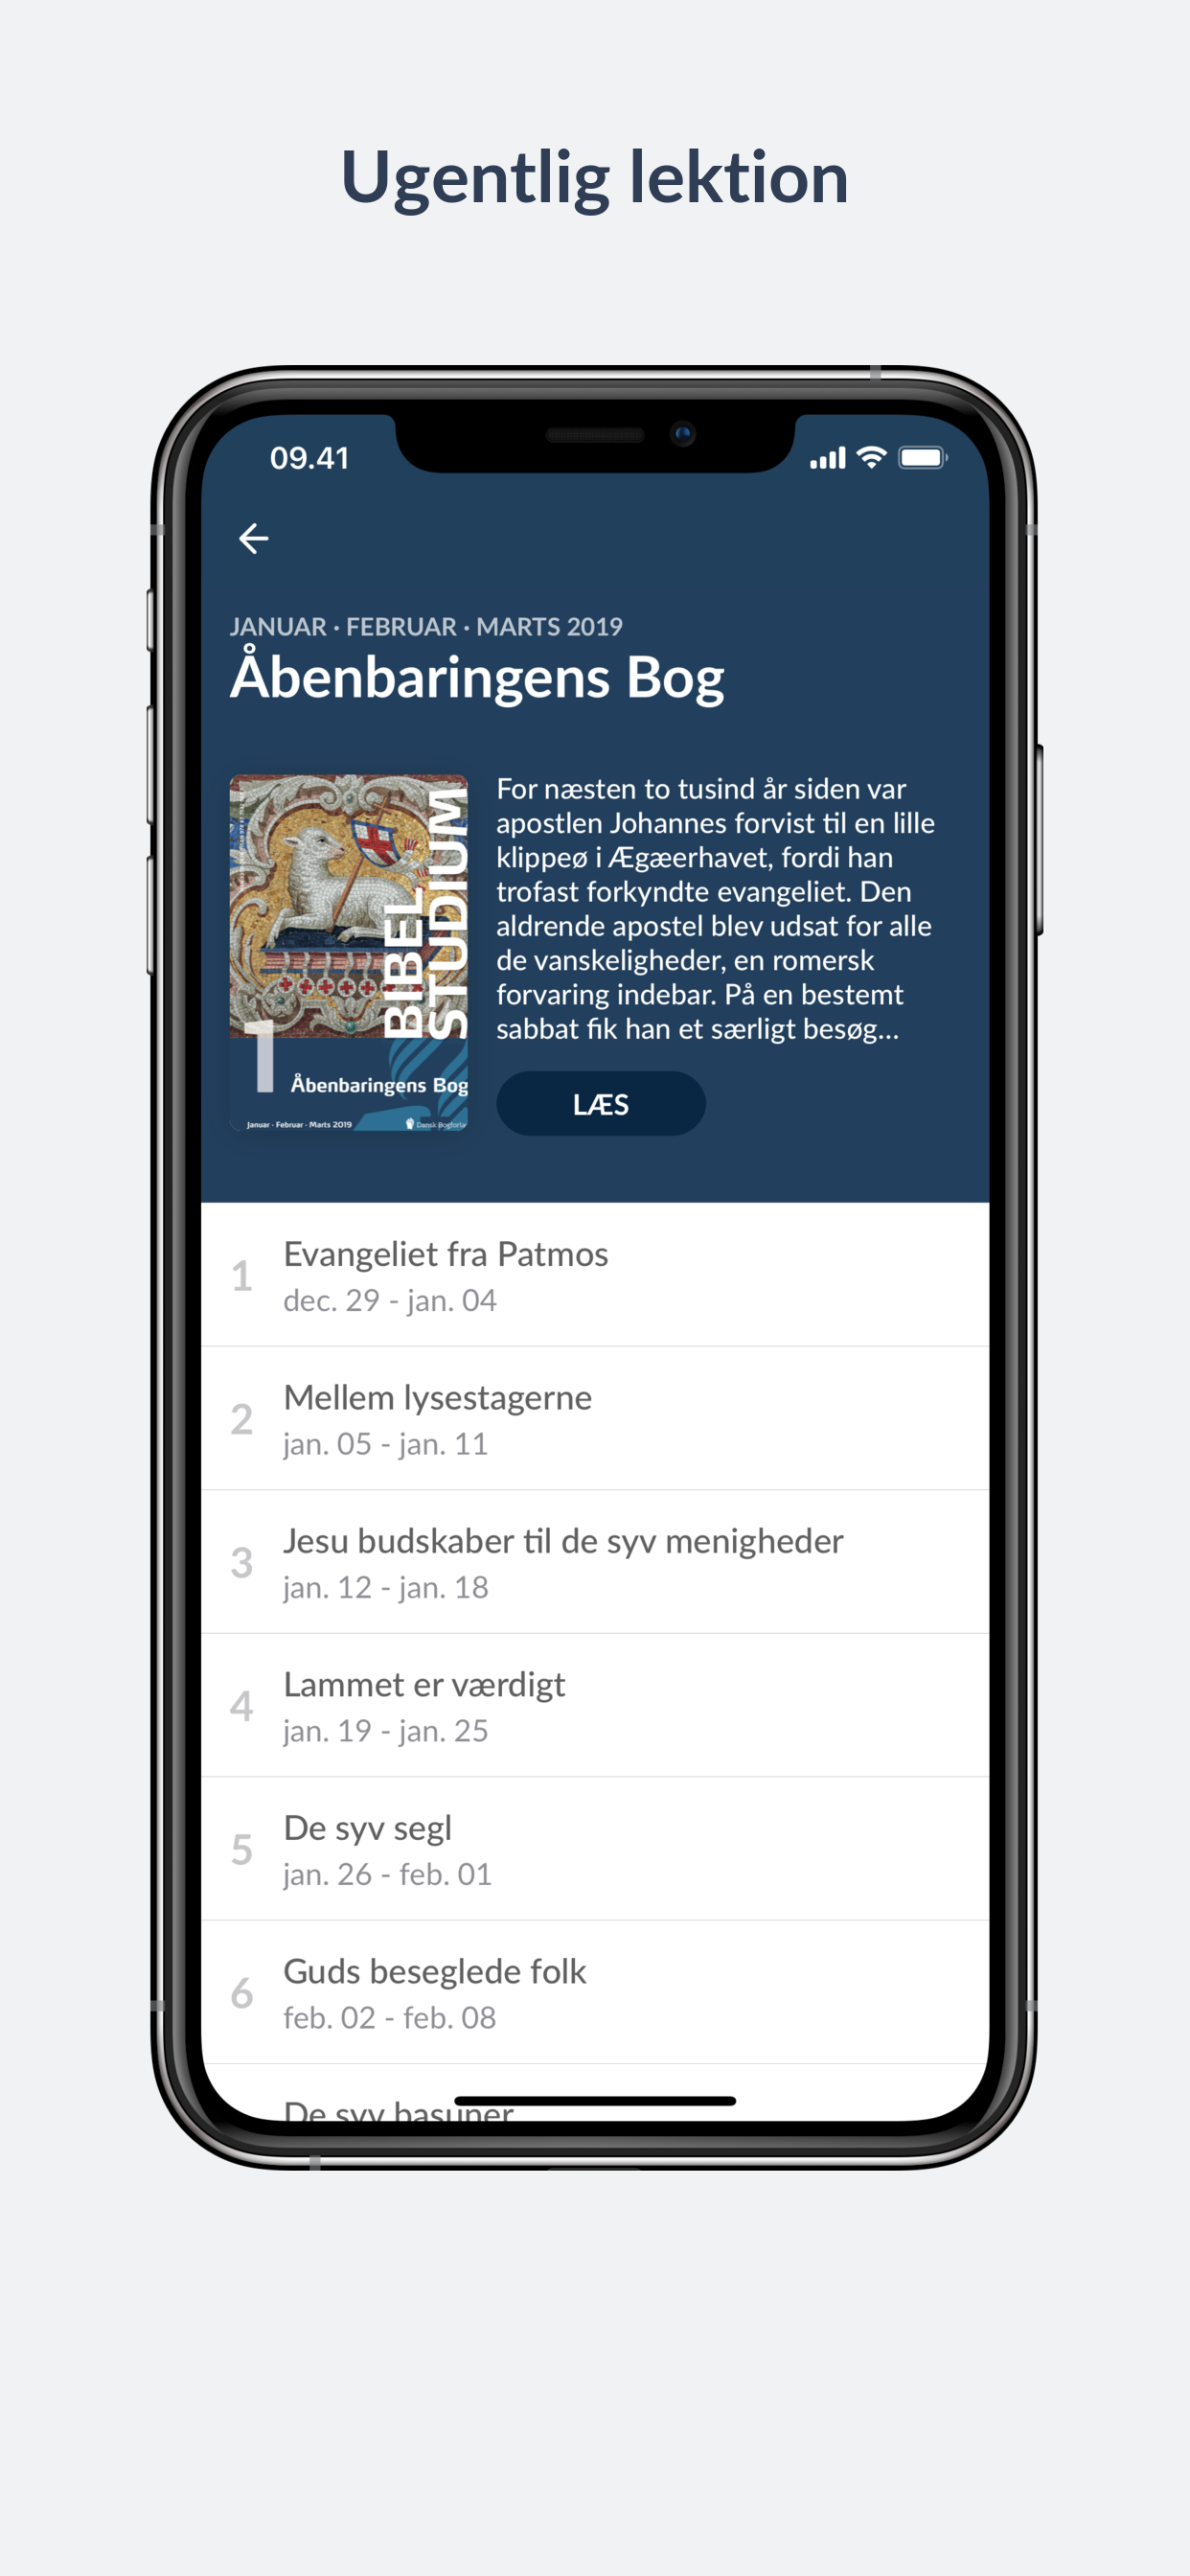 Ugentlig lektion
09.41
JANUAR · FEBRUAR · MARTS 2019
Åbenbaringens Bog
BIBEL
STUDIUM
1
Åbenbaringens Bog
Januar · Februar · Marts 2019
Dansk Bogforla
For næsten to tusind år siden var
apostlen Johannes forvist til en lille
klippeø i Ægæerhavet, fordi han
trofast forkyndte evangeliet. Den
aldrende apostel blev udsat for alle
de vanskeligheder, en romersk
forvaring indebar. På en bestemt
sabbat fik han et særligt besøg...
LÆS
1
Evangeliet fra Patmos
dec. 29 - jan. 04
2
Mellem lysestagerne
jan. 05 - jan. 11
3
Jesu budskaber til de syv menigheder
jan. 12 - jan. 18
4
Lammet er værdigt
jan. 19 - jan. 25
5
De syv segl
jan. 26 - feb. 01
6
Guds beseglede folk
feb. 02 - feb. 08
De syv basuner